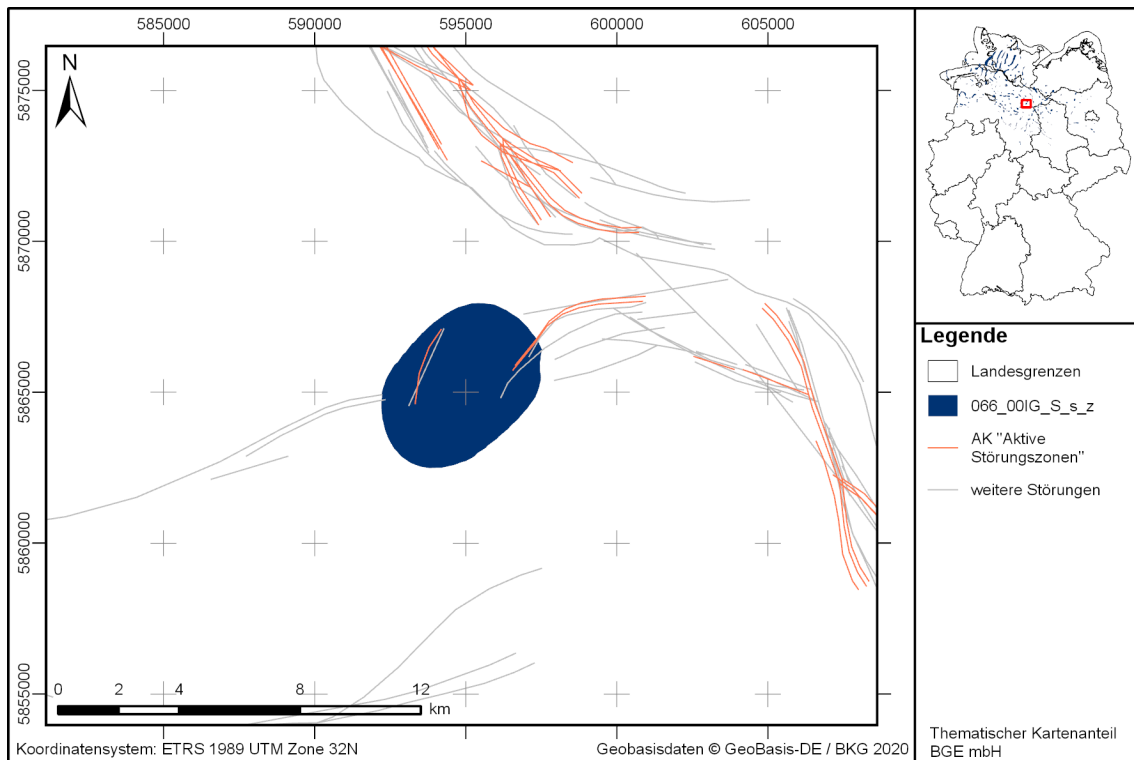 585000 590000 595000 600000 605000
5875000
5870000
5865000
5860000
5855000
N
0 2 4 8 12
km
Koordinatensystem: ETRS 1989 UTM Zone 32N
Geobasisdaten © GeoBasis-DE / BKG 2020
Legende
Landesgrenzen
066_00IG_S_s_z
AK "Aktive
Störungszonen"
weitere Störungen
Thematischer Kartenanteil
BGE mbH